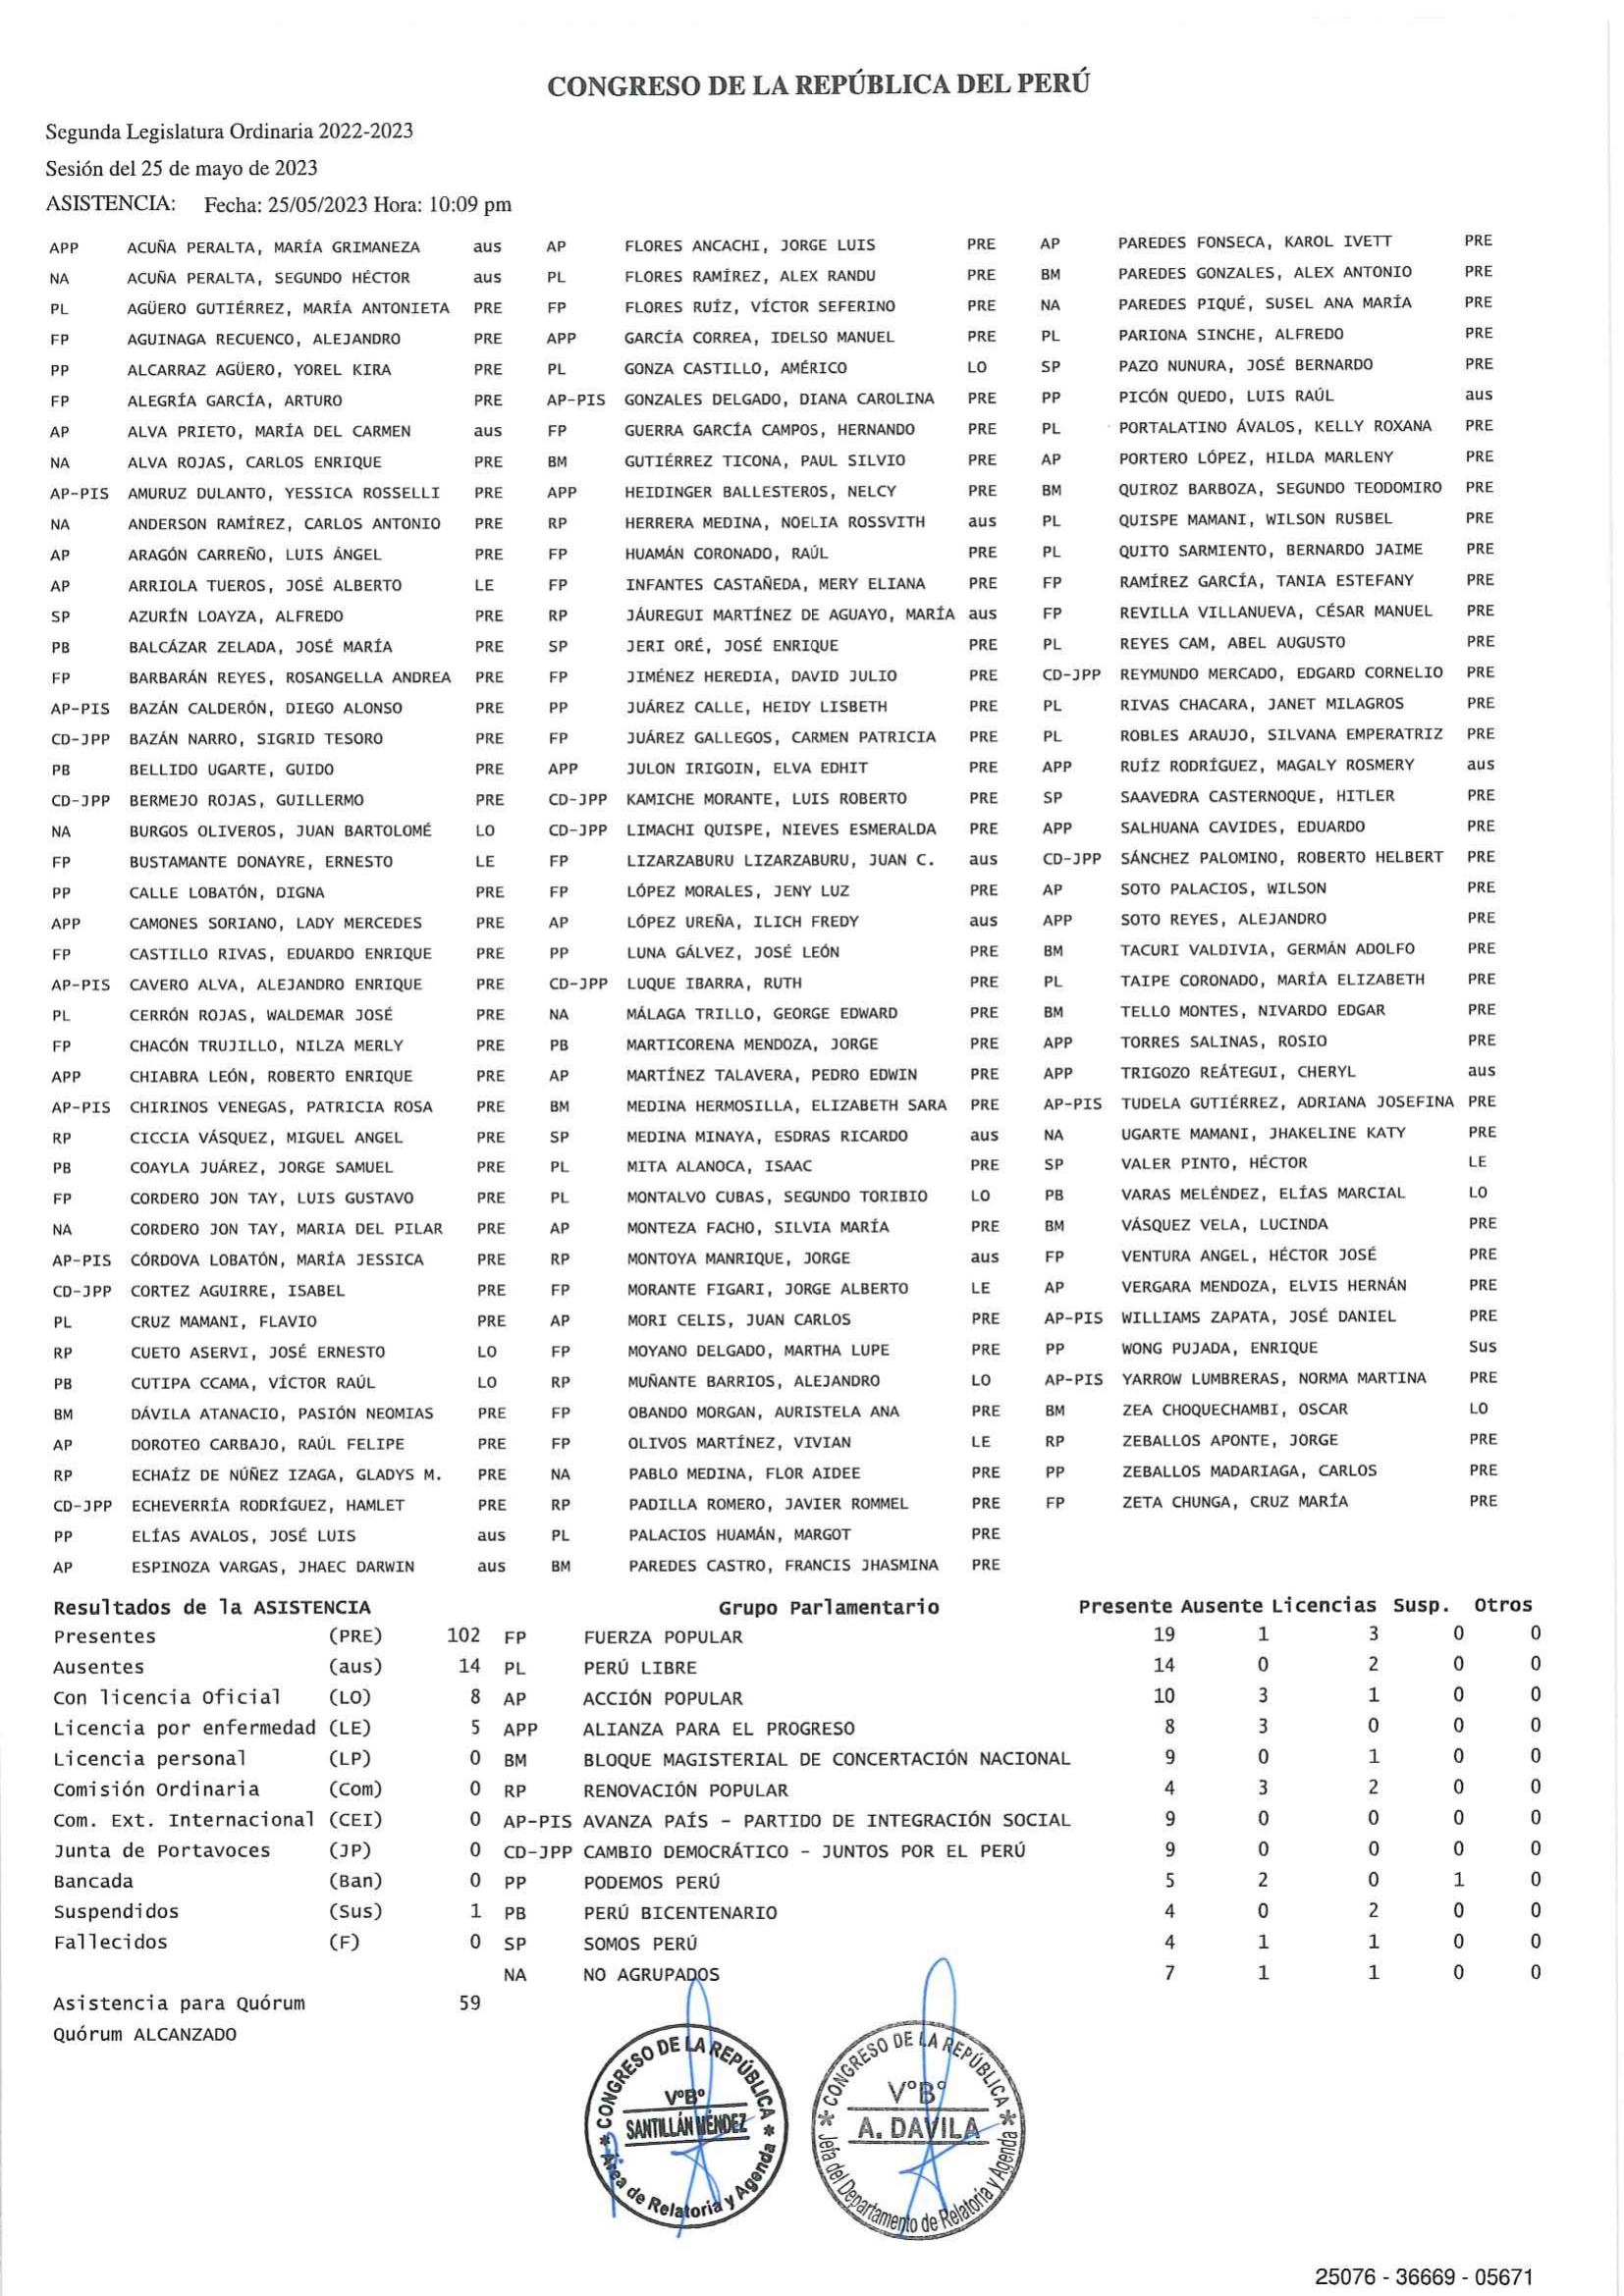 CONGRESO DE LA REPÚBLICA DEL PERÚ
Segunda Legislatura Ordinaria 2022-2023
Sesión del 25 de mayo de 2023
ASISTENCIA: Fecha: 25/05/2023 Hora: 10:09 pm
APP ACUÑA PERALTA, MARÍA GRIMANEZA aus AP FLORES ANCACHI, JORGE LUIS PRE AP PAREDES FONSECA, KAROL IVETT PRE
NA ACUÑA PERALTA, SEGUNDO HÉCTOR aus PL FLORES RAMÍREZ, ALEX RANDU PRE BM PAREDES GONZALES, ALEX ANTONIO PRE
PL AGÜERO GUTIÉRREZ, MARÍA ANTONIETA PRE FP FLORES RUÍZ, VÍCTOR SEFERINO PRE NA PAREDES PIQUÉ, SUSEL ANA MARÍA PRE
FP AGUINAGA RECUENCO, ALEJANDRO PRE APP GARCÍA CORREA, IDELSO MANUEL PRE PL PARIONA SINCHE, ALFREDO PRE
PP ALCARRAZ AGÜERO, YOREL KIRA PRE PL GONZA CASTILLO, AMÉRICO LO SP PAZO NUNURA, JOSÉ BERNARDO PRE
FP ALEGRÍA GARCÍA, ARTURO PRE AP-PIS GONZALES DELGADO, DIANA CAROLINA PRE PP PICÓN QUEDO, LUIS RAÚL aus
AP ALVA PRIETO, MARÍA DEL CARMEN aus FP GUERRA GARCÍA CAMPOS, HERNANDO PRE PL PORTALATINO ÁVALOS, KELLY ROXANA PRE
NA ALVA ROJAS, CARLOS ENRIQUE PRE BM GUTIÉRREZ TICONA, PAUL SILVIO PRE AP PORTERO LÓPEZ, HILDA MARLENY PRE
AP-PIS AMURUZ DULANTO, YESSICA ROSSELLI PRE APP HEIDINGER BALLESTEROS, NELCY PRE BM QUIROZ BARBOZA, SEGUNDO TEODOMIRO PRE
NA ANDERSON RAMÍREZ, CARLOS ANTONIO PRE RP HERRERA MEDINA, NOELIA ROSSVITH aus PL QUISPE MAMANI, WILSON RUSBEL PRE
AP ARAGÓN CARREÑO, LUIS ÁNGEL PRE FP HUAMÁN CORONADO, RAÚL PRE PL QUITO SARMIENTO, BERNARDO JAIME PRE
AP ARRIOLA TUEROS, JOSÉ ALBERTO LE FP INFANTES CASTAÑEDA, MERY ELIANA PRE FP RAMÍREZ GARCÍA, TANIA ESTEFANY PRE
SP AZURÍN LOAYZA, ALFREDO PRE RP JÁUREGUI MARTÍNEZ DE AGUAYO, MARÍA aus FP REVILLA VILLANUEVA, CÉSAR MANUEL PRE
PB BALCÁZAR ZELADA, JOSÉ MARÍA PRE SP JERI ORÉ, JOSÉ ENRIQUE PRE PL REYES CAM, ABEL AUGUSTO PRE
FP BARBARÁN REYES, ROSANGELLA ANDREA PRE FP JIMÉNEZ HEREDIA, DAVID JULIO PRE CD-JPP REYMUNDO MERCADO, EDGARD CORNELIO PRE
AP-PIS BAZÁN CALDERÓN, DIEGO ALONSO PRE PP JUÁREZ CALLE, HEIDY LISBETH PRE PL RIVAS CHACARA, JANET MILAGROS PRE
CD-JPP BAZÁN NARRO, SIGRID TESORO PRE FP JUÁREZ GALLEGOS, CARMEN PATRICIA PRE PL ROBLES ARAUJO, SILVANA EMPERATRIZ PRE
PB BELLIDO UGARTE, GUIDO PRE APP JULON IRIGOIN, ELVA EDHIT PRE APP RUÍZ RODRÍGUEZ, MAGALY ROSMERY aus
CD-JPP BERMEJO ROJAS, GUILLERMO PRE CD-JPP KAMICHE MORANTE, LUIS ROBERTO PRE SP SAAVEDRA CASTERNOQUE, HITLER PRE
NA BURGOS OLIVEROS, JUAN BARTOLOMÉ LO CD-JPP LIMACHI QUISPE, NIEVES ESMERALDA PRE APP SALHUANA CAVIDES, EDUARDO PRE
FP BUSTAMANTE DONAYRE, ERNESTO LE FP LIZARZABURU LIZARZABURU, JUAN C. aus CD-JPP SÁNCHEZ PALOMINO, ROBERTO HELBERT PRE
PP CALLE LOBATÓN, DIGNA PRE FP LÓPEZ MORALES, JENY LUZ PRE AP SOTO PALACIOS, WILSON PRE
APP CAMONES SORIANO, LADY MERCEDES PRE AP LÓPEZ UREÑA, ILICH FREDY aus APP SOTO REYES, ALEJANDRO PRE
FP CASTILLO RIVAS, EDUARDO ENRIQUE PRE PP LUNA GÁLVEZ, JOSÉ LEÓN PRE BM TACURI VALDIVIA, GERMÁN ADOLFO PRE
AP-PIS CAVERO ALVA, ALEJANDRO ENRIQUE PRE CD-JPP LUQUE IBARRA, RUTH PRE PL TAIPE CORONADO, MARÍA ELIZABETH PRE
PL CERRÓN ROJAS, WALDEMAR JOSÉ PRE NA MÁLAGA TRILLO, GEORGE EDWARD PRE BM TELLO MONTES, NIVARDO EDGAR PRE
FP CHACÓN TRUJILLO, NILZA MERLY PRE PB MARTICORENA MENDOZA, JORGE PRE APP TORRES SALINAS, ROSIO PRE
APP CHIABRA LEÓN, ROBERTO ENRIQUE PRE AP MARTÍNEZ TALAVERA, PEDRO EDWIN PRE APP TRIGOZO REÁTEGUI, CHERYL aus
AP-PIS CHIRINOS VENEGAS, PATRICIA ROSA PRE BM MEDINA HERMOSILLA, ELIZABETH SARA PRE AP-PIS TUDELA GUTIÉRREZ, ADRIANA JOSEFINA PRE
RP CICCIA VÁSQUEZ, MIGUEL ANGEL PRE SP MEDINA MINAYA, ESDRAS RICARDO aus NA UGARTE MAMANI, JHAKELINE KATY PRE
PB COAYLA JUÁREZ, JORGE SAMUEL PRE PL MITA ALANOCA, ISAAC PRE SP VALER PINTO, HÉCTOR LE
FP CORDERO JON TAY, LUIS GUSTAVO PRE PL MONTALVO CUBAS, SEGUNDO TORIBIO LO PB VARAS MELÉNDEZ, ELÍAS MARCIAL LO
NA CORDERO JON TAY, MARIA DEL PILAR PRE AP MONTEZA FACHO, SILVIA MARÍA PRE BM VÁSQUEZ VELA, LUCINDA PRE
AP-PIS CÓRDOVA LOBATÓN, MARÍA JESSICA PRE RP MONTOYA MANRIQUE, JORGE aus FP VENTURA ANGEL, HÉCTOR JOSÉ PRE
CD-JPP CORTEZ AGUIRRE, ISABEL PRE FP MORANTE FIGARI, JORGE ALBERTO LE AP VERGARA MENDOZA, ELVIS HERNÁN PRE
PL CRUZ MAMANI, FLAVIO PRE AP MORI CELIS, JUAN CARLOS PRE AP-PIS WILLIAMS ZAPATA, JOSÉ DANIEL PRE
RP CUETO ASERVI, JOSÉ ERNESTO LO FP MOYANO DELGADO, MARTHA LUPE PRE PP WONG PUJADA, ENRIQUE Sus
PB CUTIPA CCAMA, VÍCTOR RAÚL LO RP MUÑANTE BARRIOS, ALEJANDRO LO AP-PIS YARROW LUMBRERAS, NORMA MARTINA PRE
BM DÁVILA ATANACIO, PASIÓN NEOMIAS PRE FP OBANDO MORGAN, AURISTELA ANA PRE BM ZEA CHOQUECHAMBI, OSCAR LO
AP DOROTEO CARBAJO, RAÚL FELIPE PRE FP OLIVOS MARTÍNEZ, VIVIAN LE RP ZEBALLOS APONTE, JORGE PRE
RP ECHAÍZ DE NÚÑEZ IZAGA, GLADYS M. PRE NA PABLO MEDINA, FLOR AIDEE PRE PP ZEBALLOS MADARIAGA, CARLOS PRE
CD-JPP ECHEVERRÍA RODRÍGUEZ, HAMLET PRE RP PADILLA ROMERO, JAVIER ROMMEL PRE FP ZETA CHUNGA, CRUZ MARÍA PRE
PP ELÍAS AVALOS, JOSÉ LUIS aus PL PALACIOS HUAMÁN, MARGOT PRE
AP ESPINOZA VARGAS, JHAEC DARWIN aus BM PAREDES CASTRO, FRANCIS JHASMINA PRE
Resultados de la ASISTENCIA Grupo Parlamentario Presente Ausente Licencias Susp. Otros
Presentes (PRE) 102 FP FUERZA POPULAR 19 1 3 0 0
Ausentes (aus) 14 PL PERÚ LIBRE 14 0 2 0 0
Con licencia Oficial (LO) 8 AP ACCIÓN POPULAR 10 3 1 0 0
Licencia por enfermedad (LE) 5 APP ALIANZA PARA EL PROGRESO 8 3 0 0 0
Licencia personal (LP) 0 BM BLOQUE MAGISTERIAL DE CONCERTACIÓN NACIONAL 9 0 1 0 0
Comisión Ordinaria (Com) 0 RP RENOVACIÓN POPULAR 4 3 2 0 0
Com. Ext. Internacional (CEI) 0 AP-PIS AVANZA PAÍS - PARTIDO DE INTEGRACIÓN SOCIAL 9 0 0 0 0
Junta de Portavoces (JP) 0 CD-JPP CAMBIO DEMOCRÁTICO - JUNTOS POR EL PERÚ 9 0 0 0 0
Bancada (Ban) 0 PP PODEMOS PERÚ 5 2 0 1 0
Suspendidos (Sus) 1 PB PERÚ BICENTENARIO 4 0 2 0 0
Fallecidos (F) 0 SP SOMOS PERÚ 4 1 1 0 0
NA NO AGRUPADOS 7 1 1 0 0
Asistencia para Quórum 59
Quórum ALCANZADO
CONGRESO DE LA REPÚBLICA
V°B°
SANTILLÁN MÉNDEZ
Área de Relatoría y Agenda
CONGRESO DE LA REPÚBLICA
V°B°
A. DAVILA
Jefa del Departamento de Relatoría y Agenda
25076 - 36669 - 05671